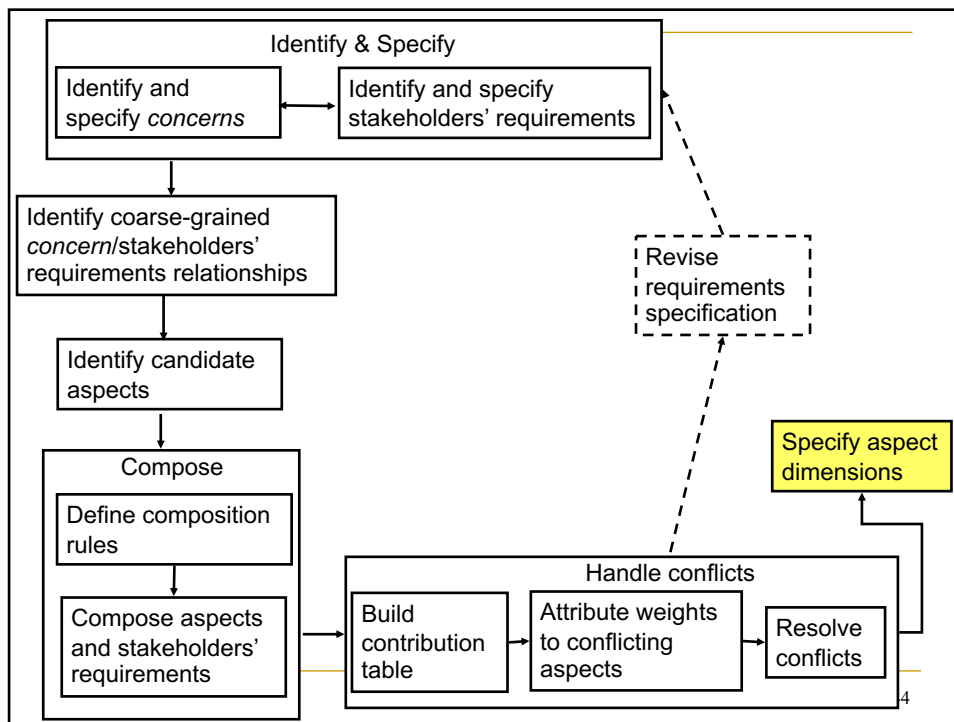 Identify & Specify
Identify and
specify concerns
Identify and specify
stakeholders' requirements
Identify coarse-grained
concern/stakeholders'
requirements relationships
Revise
requirements
specification
Identify candidate
aspects
Specify aspect
dimensions
Compose
Define composition
rules
Compose aspects
and stakeholders'
requirements
Handle conflicts
Build
contribution
table
Attribute weights
to conflicting
aspects
Resolve
conflicts